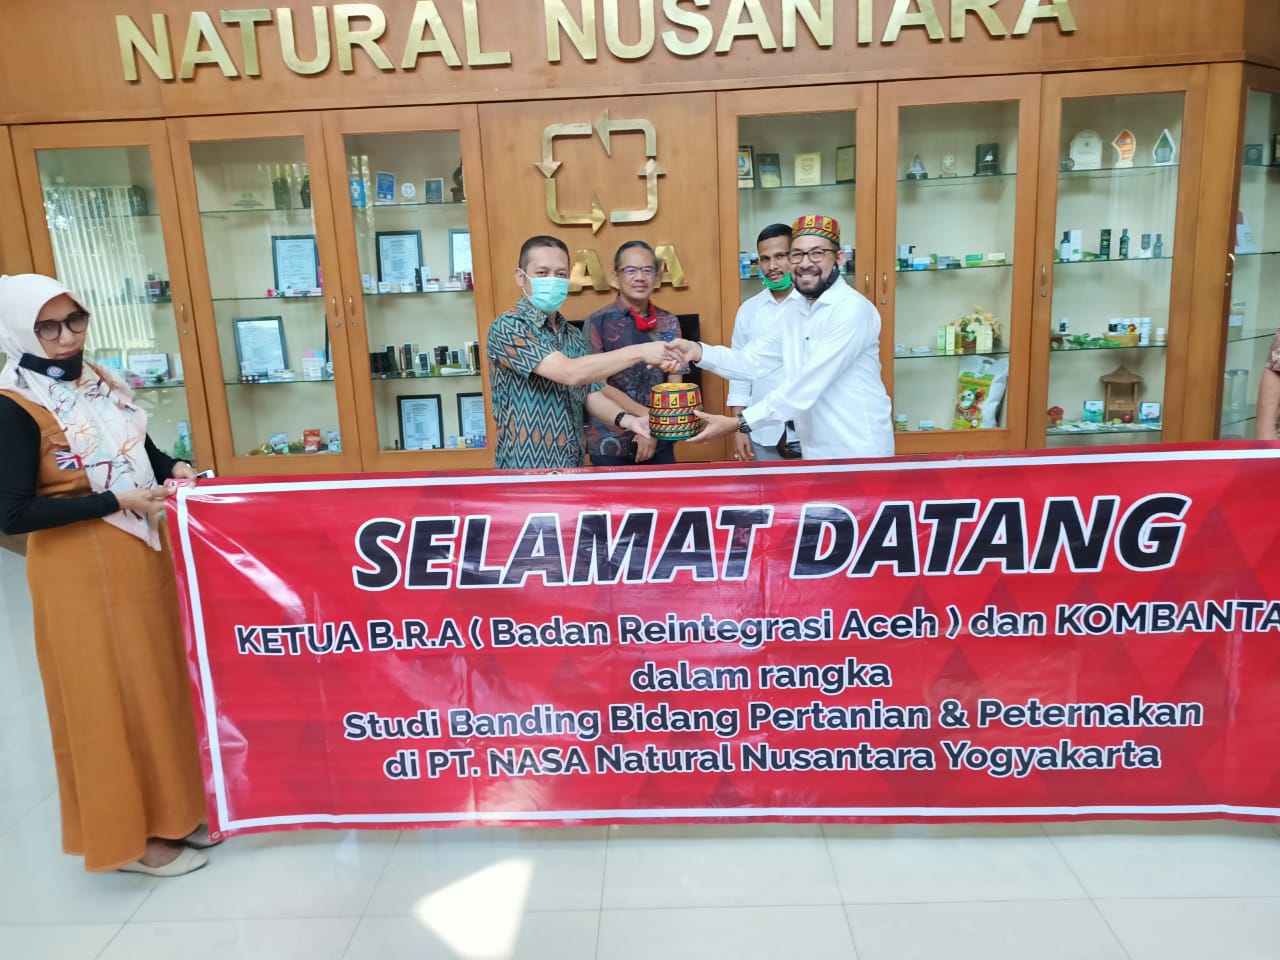 NATURAL NUSANTARA
SELAMAT DATANG
KETUA B.R.A ( Badan Reintegrasi Aceh ) dan KOMBANTA
dalam rangka
Studi Banding Bidang Pertanian & Peternakan
di PT. NASA Natural Nusantara Yogyakarta